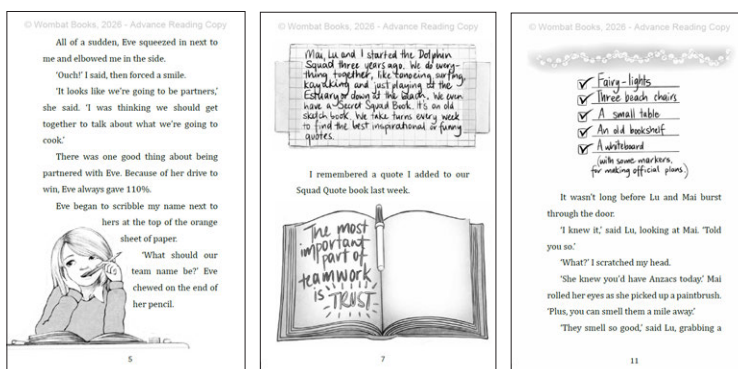 © Wombat Books, 2026 - Advance Reading Copy
All of a sudden, Eve squeezed in next to
me and elbowed me in the side.
'Ouch!' I said, then forced a smile.
'It looks like we're going to be partners,'
she said. 'I was thinking we should get
together to talk about what we're going to
cook.'
There was one good thing about being
partnered with Eve. Because of her drive to
win, Eve always gave 110%.
Eve began to scribble my name next to
hers at the top of the orange
sheet of paper.
'What should our
team name be?' Eve
chewed on the end of
her pencil.
5
© Wombat Books, 2026 - Advance Reading Copy
Mai, Lu and I started the Dolphin
Squad three years ago. We do every-
thing together, like canoeing, surfing,
kayaking and just playing at the
Estuary or down at the beach. We even
have a Secret Squad Book. It's an old
sketch book. We take turns every week
to find the best inspirational or funny
quotes.
I remembered a quote I added to our
Squad Quote book last week.
The most
important
part of
teamwork
is TRUST
7
© Wombat Books, 2026 - Advance Reading Copy
Fairy-lights
Three beach chairs
A small table
An old bookshelf
A whiteboard
(with some markers,
for making official plans)
It wasn't long before Lu and Mai burst
through the door.
'I knew it,' said Lu, looking at Mai. 'Told
you so.'
'What?' I scratched my head.
'She knew you'd have Anzacs today.' Mai
rolled her eyes as she picked up a paintbrush.
'Plus, you can smell them a mile away.'
'They smell so good,' said Lu, grabbing a
11